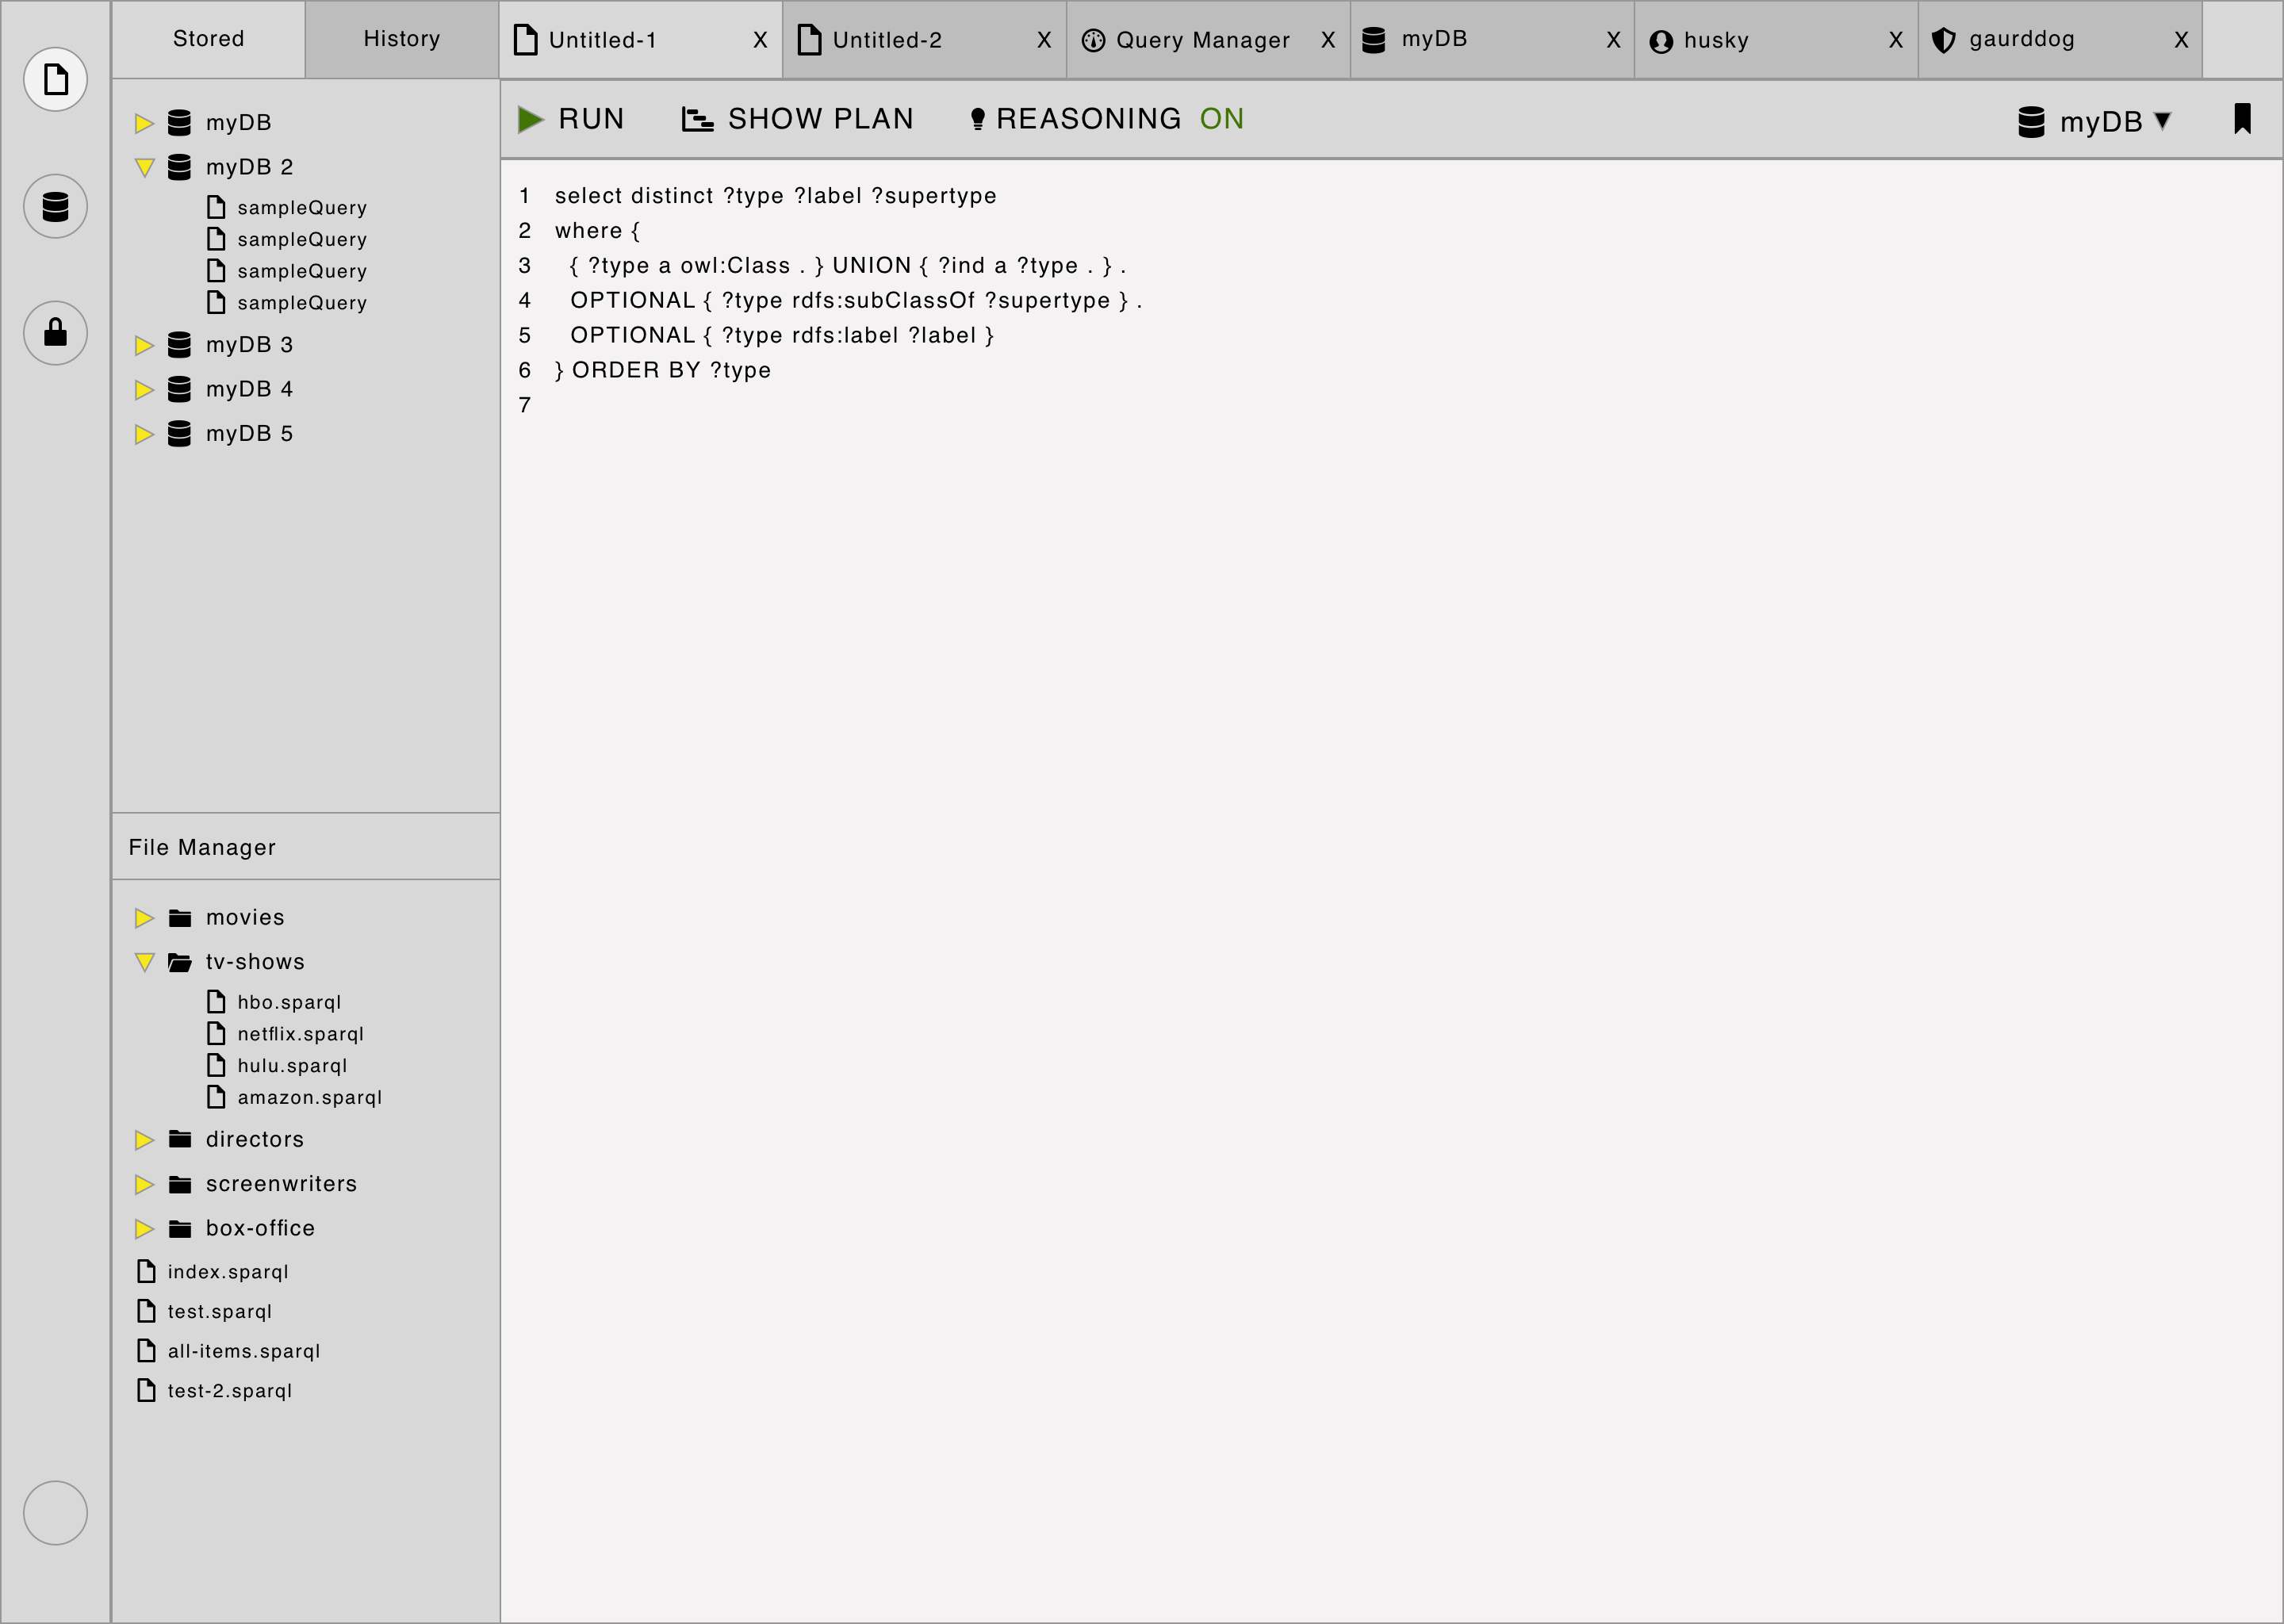 Stored History Untitled-1 X Untitled-2 X Query Manager X myDB X husky X gaurddog X
RUN SHOW PLAN REASONING ON myDB
myDB
myDB 2
sampleQuery
sampleQuery
sampleQuery
sampleQuery
myDB 3
myDB 4
myDB 5
File Manager
movies
tv-shows
hbo.sparql
netflix.sparql
hulu.sparql
amazon.sparql
directors
screenwriters
box-office
index.sparql
test.sparql
all-items.sparql
test-2.sparql
1 select distinct ?type ?label ?supertype
2 where {
3 { ?type a owl:Class . } UNION { ?ind a ?type . } .
4 OPTIONAL { ?type rdfs:subClassOf ?supertype } .
5 OPTIONAL { ?type rdfs:label ?label }
6 } ORDER BY ?type
7